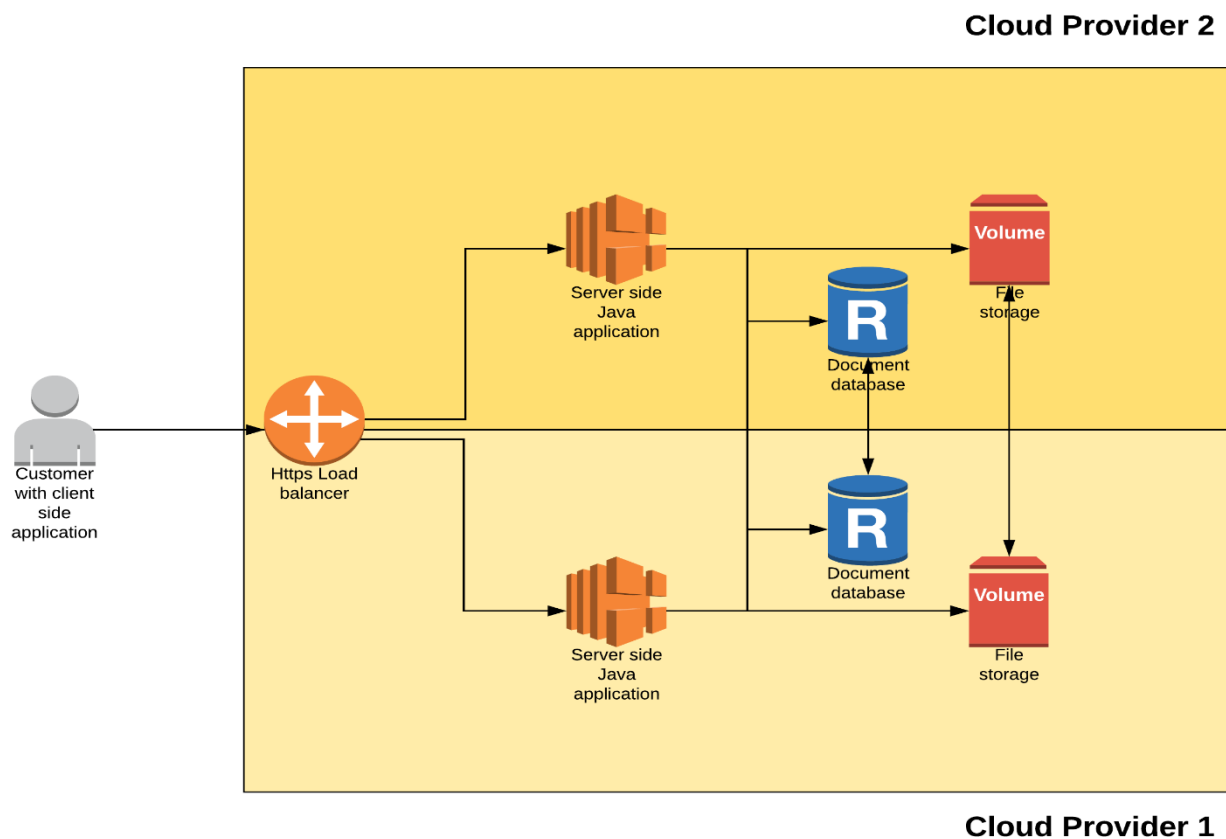 Cloud Provider 2
Server side
Java
application
Volume
File
storage
R
Document
database
Customer
with client
side
application
Https Load
balancer
R
Document
database
Server side
Java
application
Volume
File
storage
Cloud Provider 1